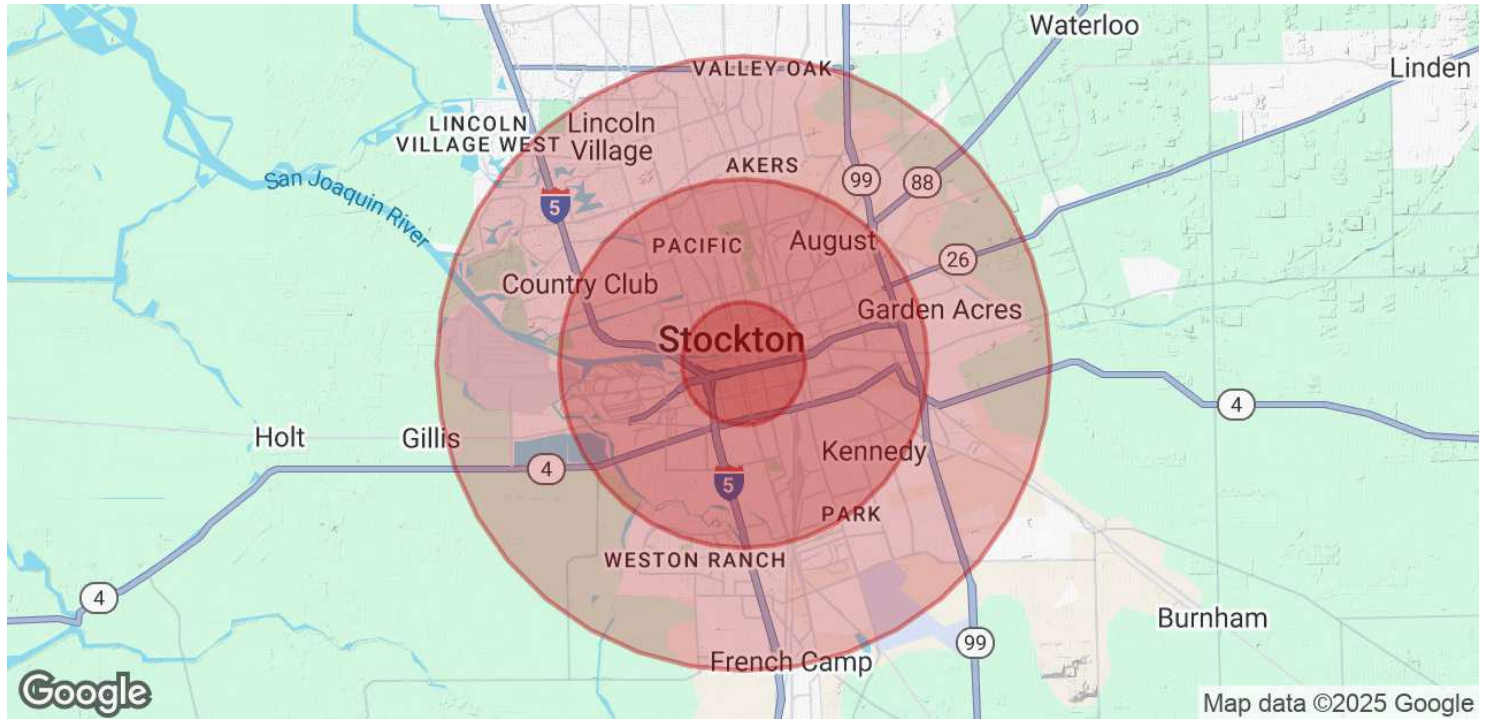 Waterloo
Linden
VALLEY OAK
LINCOLN
VILLAGE WEST
Lincoln
Village
AKERS
99
88
San Joaquin River
5
PACIFIC
August
26
Country Club
Garden Acres
Stockton
4
Holt
Gillis
4
Kennedy
5
PARK
WESTON RANCH
4
Burnham
99
French Camp
Google
Map data ©2025 Google